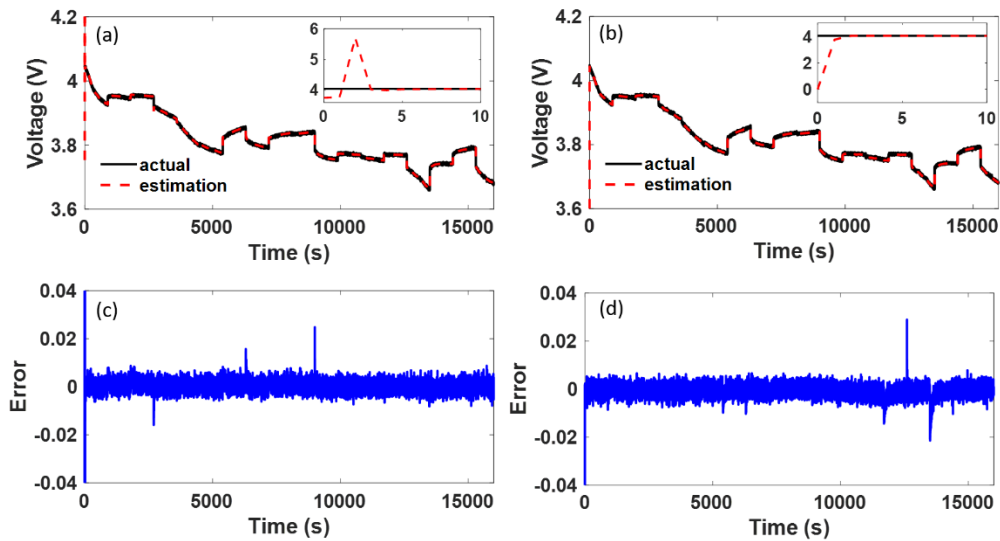 (a)
4.2
4
3.8
3.6
Voltage (V)
6
5
4
0 5 10
actual
estimation
0 5000 10000 15000
Time (s)
(b)
4.2
4
3.8
3.6
Voltage (V)
4
2
0
0 5 10
actual
estimation
0 5000 10000 15000
Time (s)
(c)
0.04
0.02
0
-0.02
-0.04
Error
0 5000 10000 15000
Time (s)
(d)
0.04
0.02
0
-0.02
-0.04
Error
0 5000 10000 15000
Time (s)